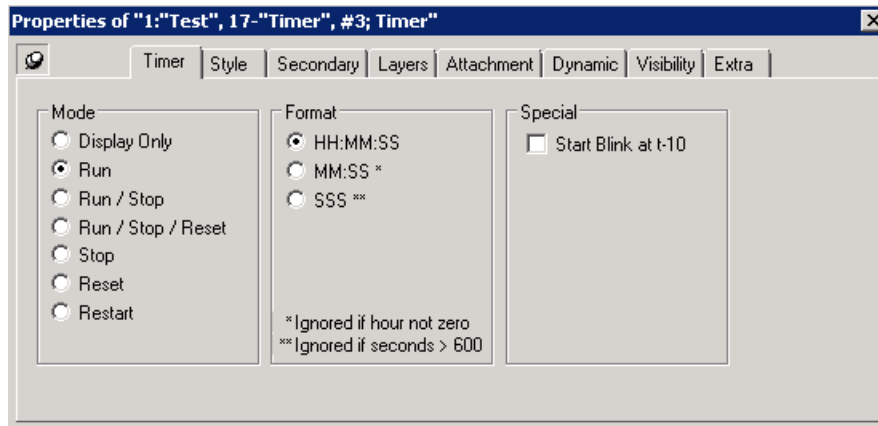 Properties of "1:"Test", 17-"Timer", #3; Timer"
Timer Style Secondary Layers Attachment Dynamic Visibility Extra
Mode
Display Only
Run
Run / Stop
Run / Stop / Reset
Stop
Reset
Restart
Format
HH:MM:SS
MM:SS *
SSS **
* Ignored if hour not zero
** Ignored if seconds > 600
Special
Start Blink at t-10